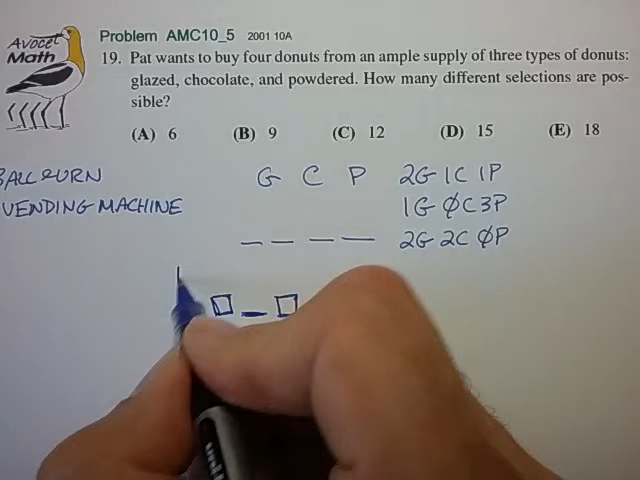 Avocet
Math
Problem AMC10_5 2001 10A
19. Pat wants to buy four donuts from an ample supply of three types of donuts:
glazed, chocolate, and powdered. How many different selections are pos-
sible?
(A) 6 (B) 9 (C) 12 (D) 15 (E) 18
BALL & URN G C P 2G 1C 1P
VENDING MACHINE 1G 0C 3P
2G 2C 0P